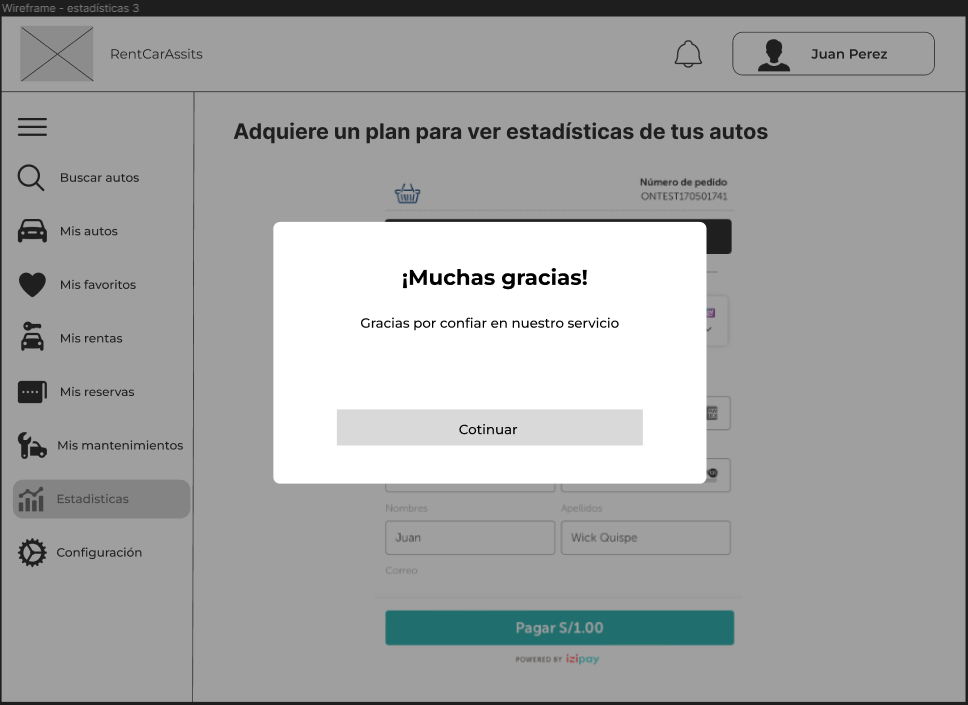 Wireframe - estadísticas 3
RentCarAssits
Juan Perez
Adquiere un plan para ver estadísticas de tus autos
Buscar autos
Mis autos
Mis favoritos
Mis rentas
Mis reservas
Mis mantenimientos
Estadisticas
Configuración
Número de pedido
ONTEST170501741
¡Muchas gracias!
Gracias por confiar en nuestro servicio
Cotinuar
Nombres
Apellidos
Juan
Wick Quispe
Correo
Pagar S/1.00
POWERED BY izipay